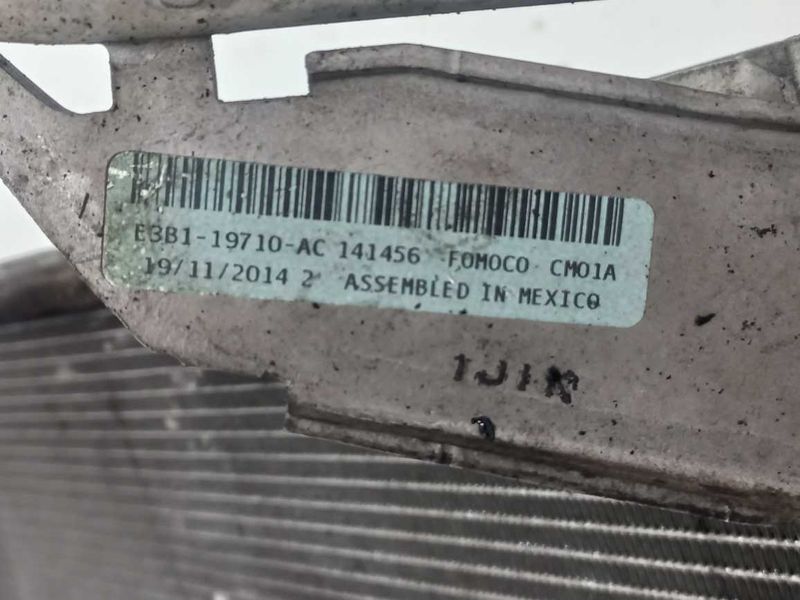 E3B1-19710-AC 141456 FOMOCO CM01A
19/11/2014 2 ASSEMBLED IN MEXICO